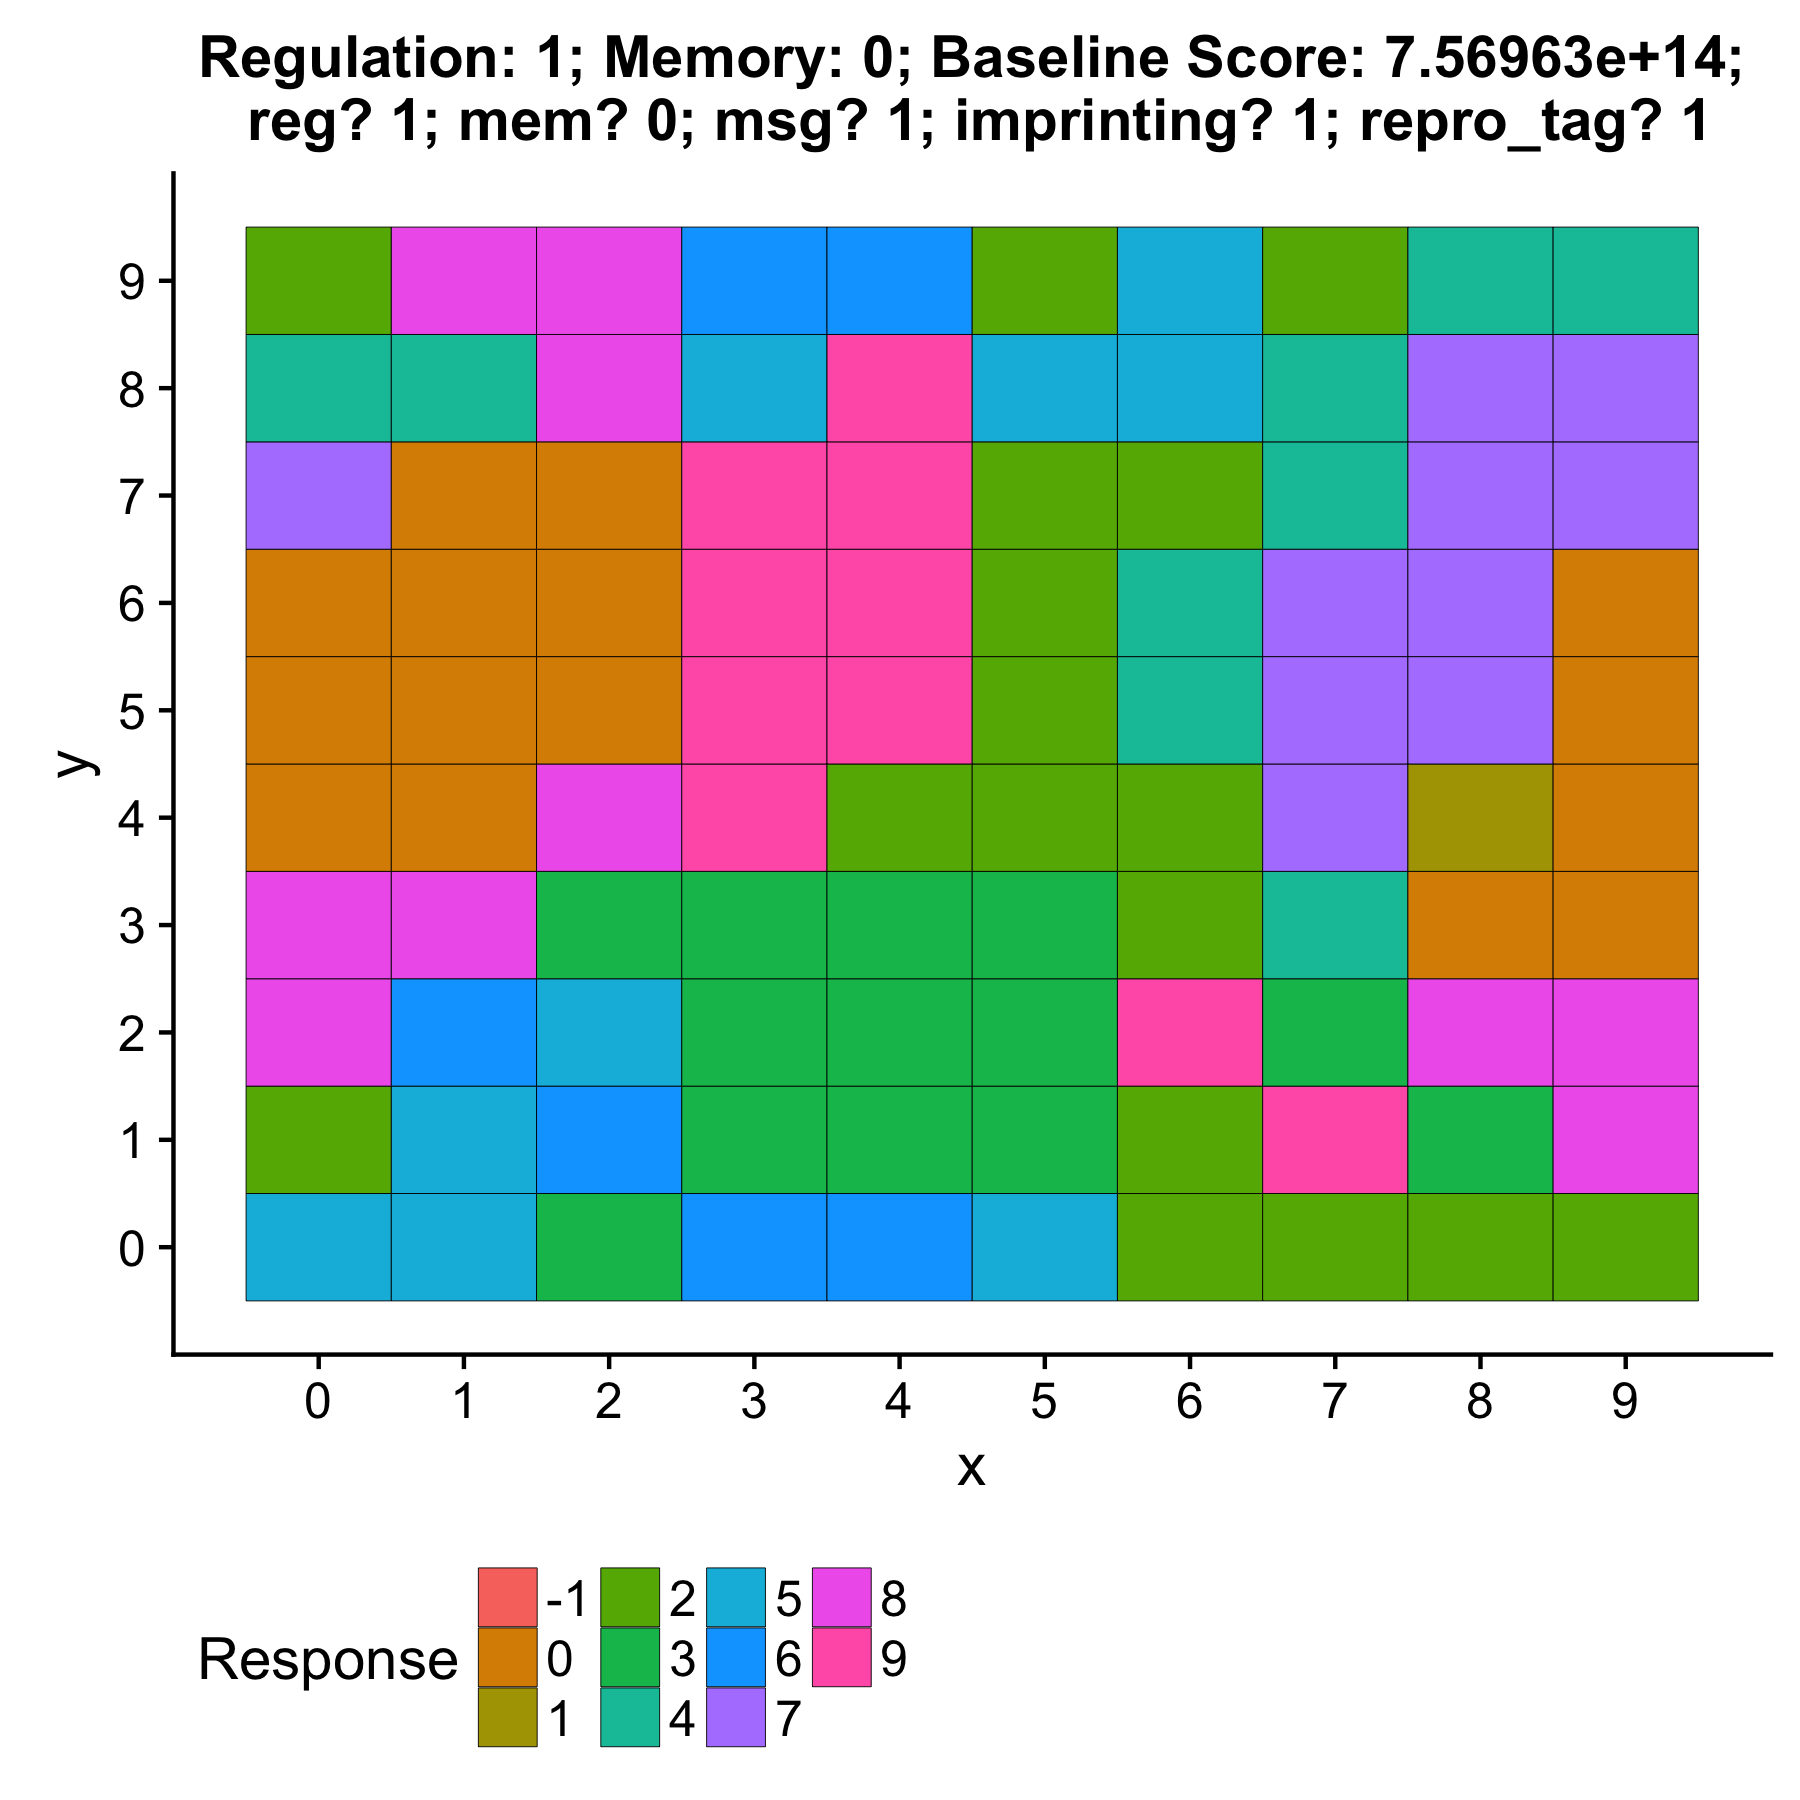 Regulation: 1; Memory: 0; Baseline Score: 7.56963e+14;
reg? 1; mem? 0; msg? 1; imprinting? 1; repro_tag? 1
y
9
8
7
6
5
4
3
2
1
0
0 1 2 3 4 5 6 7 8 9
x
Response
-1 2 5 8
0 3 6 9
1 4 7